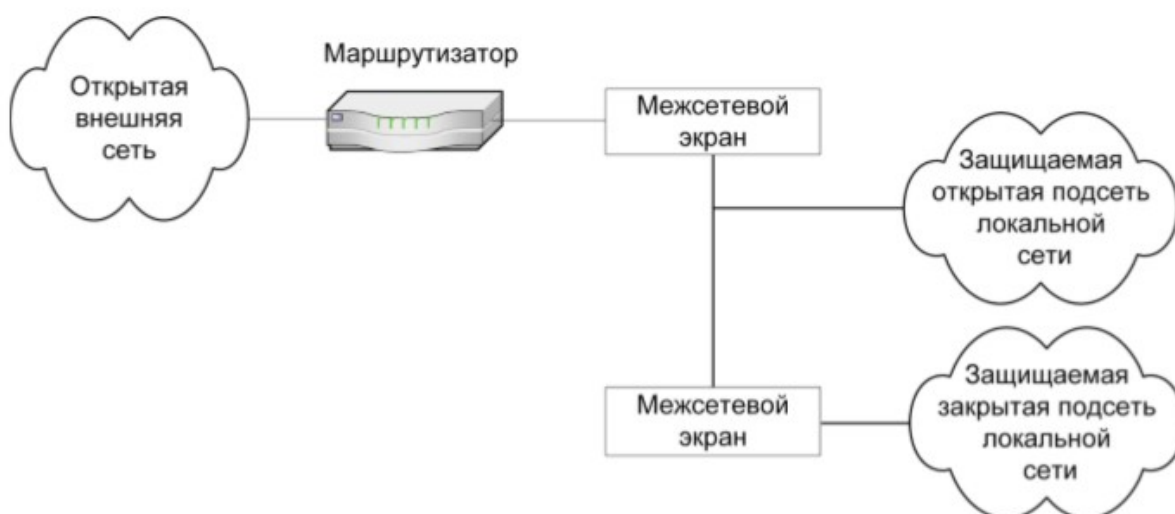 Маршрутизатор
Открытая
внешняя
сеть
Межсетевой
экран
Защищаемая
открытая подсеть
локальной
сети
Межсетевой
экран
Защищаемая
закрытая подсеть
локальной
сети